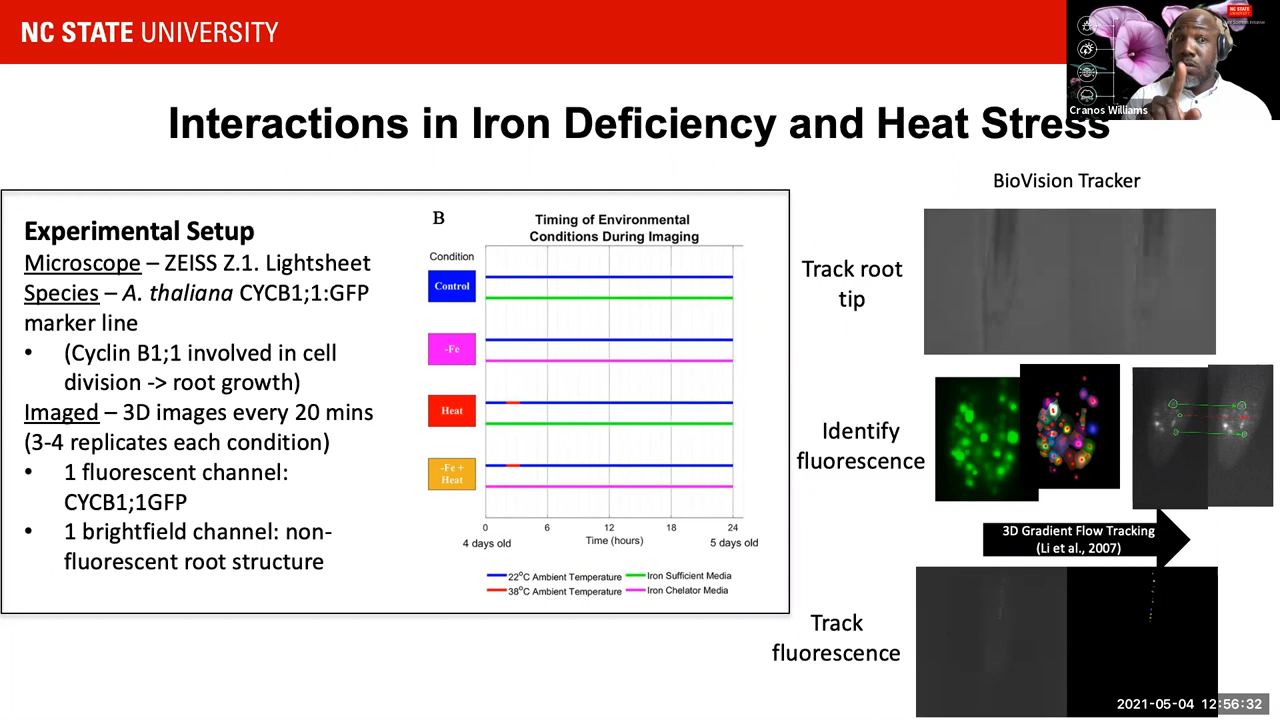 NC STATE UNIVERSITY
NC STATE
UNIVERSITY
Cranos Williams
Interactions in Iron Deficiency and Heat Stress
Experimental Setup
Microscope – ZEISS Z.1. Lightsheet
Species – A. thaliana CYCB1;1:GFP
marker line
• (Cyclin B1;1 involved in cell
division -> root growth)
Imaged – 3D images every 20 mins
(3-4 replicates each condition)
• 1 fluorescent channel:
CYCB1;1GFP
• 1 brightfield channel: non-
fluorescent root structure
B
Timing of Environmental
Conditions During Imaging
Condition
Control
-Fe
Heat
-Fe +
Heat
0 6 12 18 24
4 days old Time (hours) 5 days old
22°C Ambient Temperature Iron Sufficient Media
38°C Ambient Temperature Iron Chelator Media
BioVision Tracker
Track root
tip
Identify
fluorescence
3D Gradient Flow Tracking
(Li et al., 2007)
Track
fluorescence
2021-05-04 12:56:32